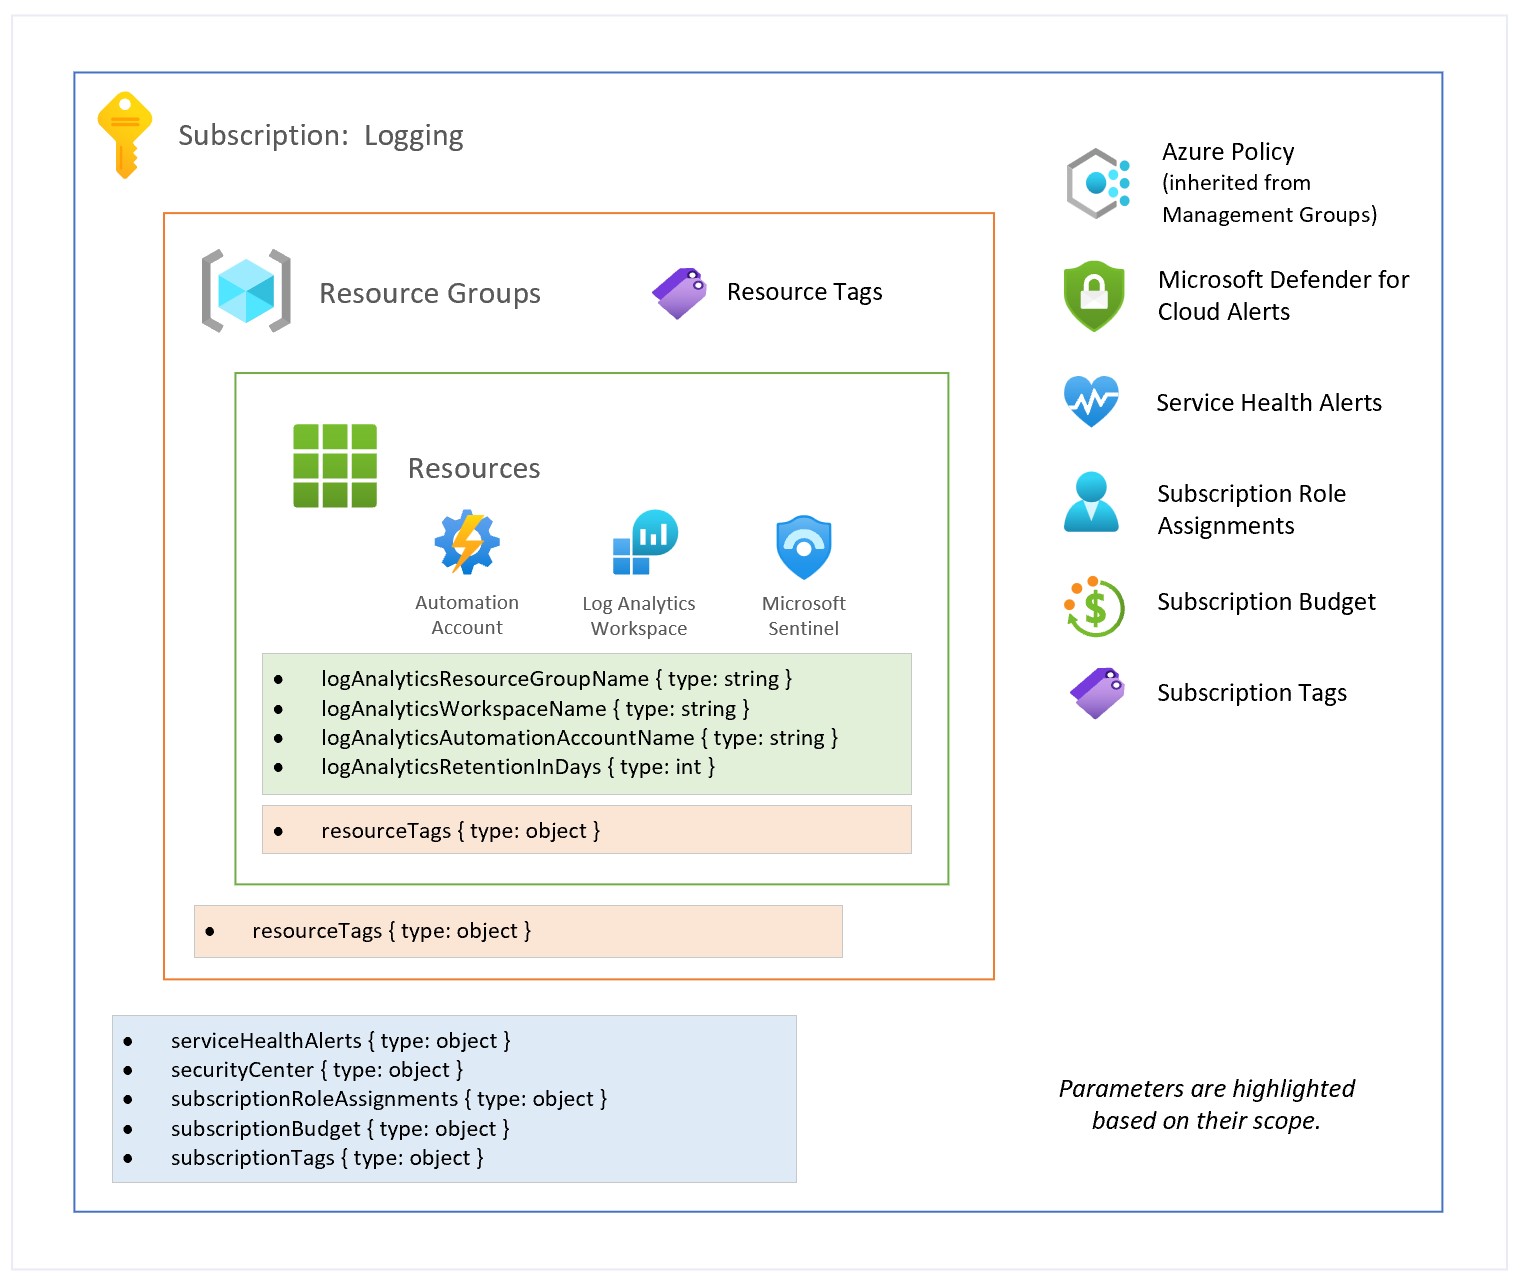 Subscription: Logging
Azure Policy
(inherited from
Management Groups)
Microsoft Defender for
Cloud Alerts
Service Health Alerts
Subscription Role
Assignments
Subscription Budget
Subscription Tags
Resource Groups
Resource Tags
Resources
Automation
Account
Log Analytics
Workspace
Microsoft
Sentinel
• logAnalyticsResourceGroupName { type: string }
• logAnalyticsWorkspaceName { type: string }
• logAnalyticsAutomationAccountName { type: string }
• logAnalyticsRetentionInDays { type: int }
• resourceTags { type: object }
• resourceTags { type: object }
• serviceHealthAlerts { type: object }
• securityCenter { type: object }
• subscriptionRoleAssignments { type: object }
• subscriptionBudget { type: object }
• subscriptionTags { type: object }
Parameters are highlighted
based on their scope.